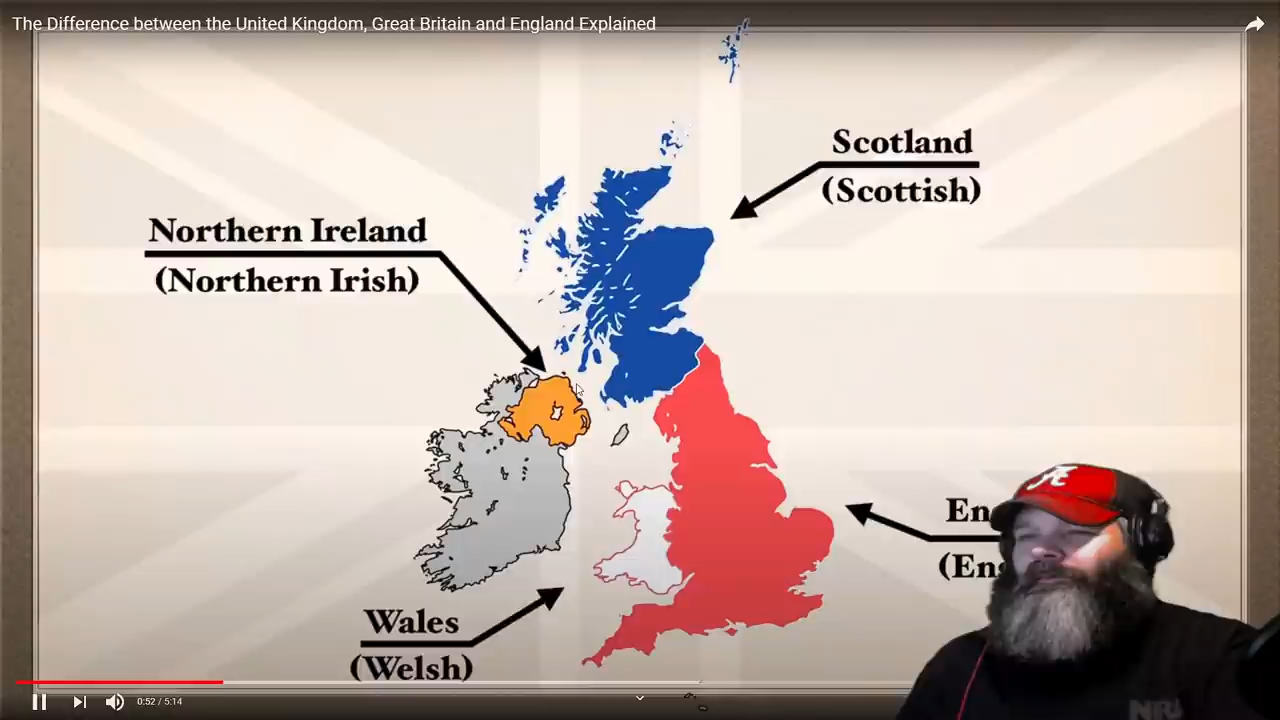 The Difference between the United Kingdom, Great Britain and England Explained
Scotland
(Scottish)
Northern Ireland
(Northern Irish)
Wales
(Welsh)
0:52 / 5:14